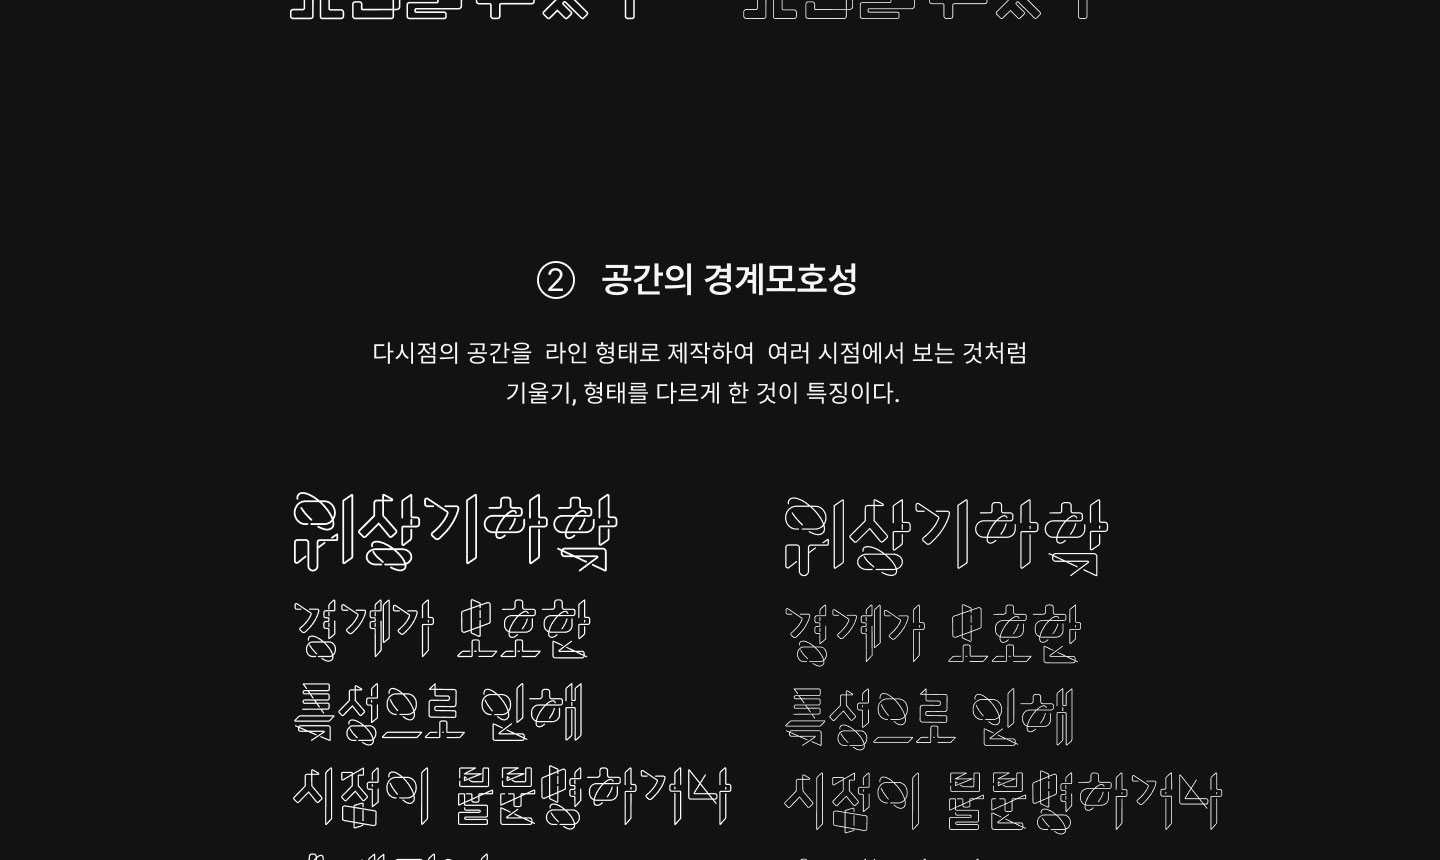 ② 공간의 경계모호성
다시점의 공간을 라인 형태로 제작하여 여러 시점에서 보는 것처럼
기울기, 형태를 다르게 한 것이 특징이다.
위상기하학
위상기하학
경계가 모호한
경계가 모호한
특성으로 인해
특성으로 인해
시점이 불분명하거나
시점이 불분명하거나